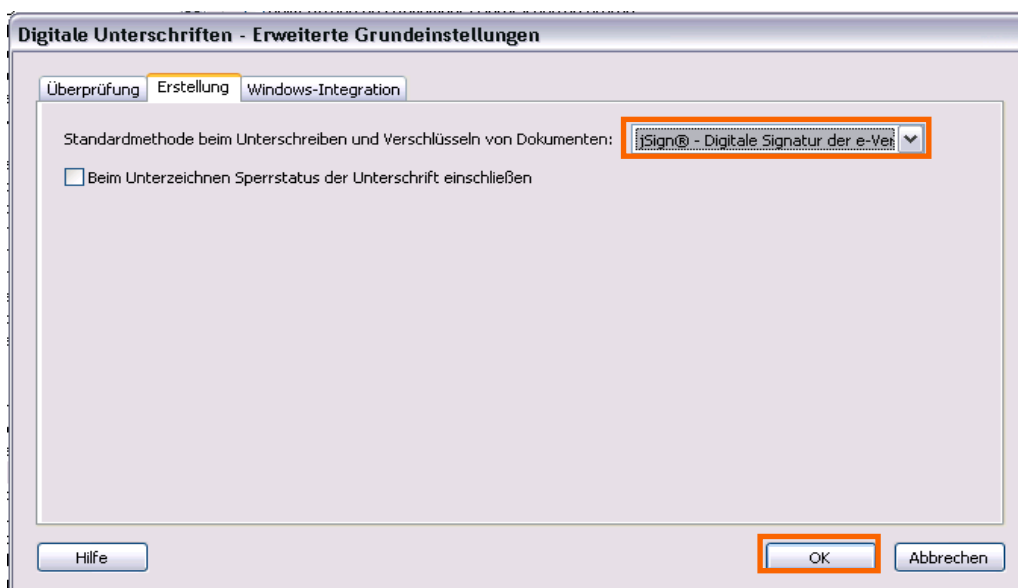 Digitale Unterschriften - Erweiterte Grundeinstellungen
Überprüfung Erstellung Windows-Integration
Standardmethode beim Unterschreiben und Verschlüseln von Dokumenten: jSign® - Digitale Signatur der e-Ver
Beim Unterzeichnen Sperrstatus der Unterschrift einschließen
Hilfe OK Abbrechen